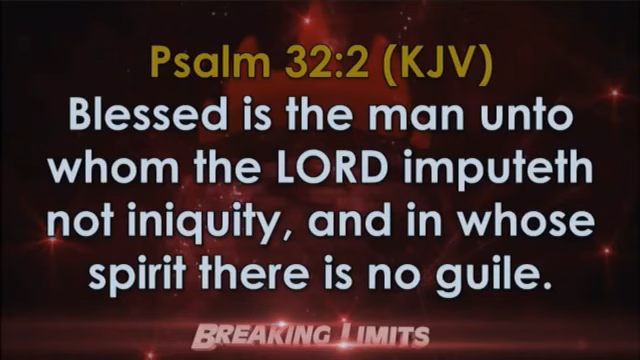 Psalm 32:2 (KJV)
Blessed is the man unto
whom the LORD imputeth
not iniquity, and in whose
spirit there is no guile.
BREAKING LIMITS